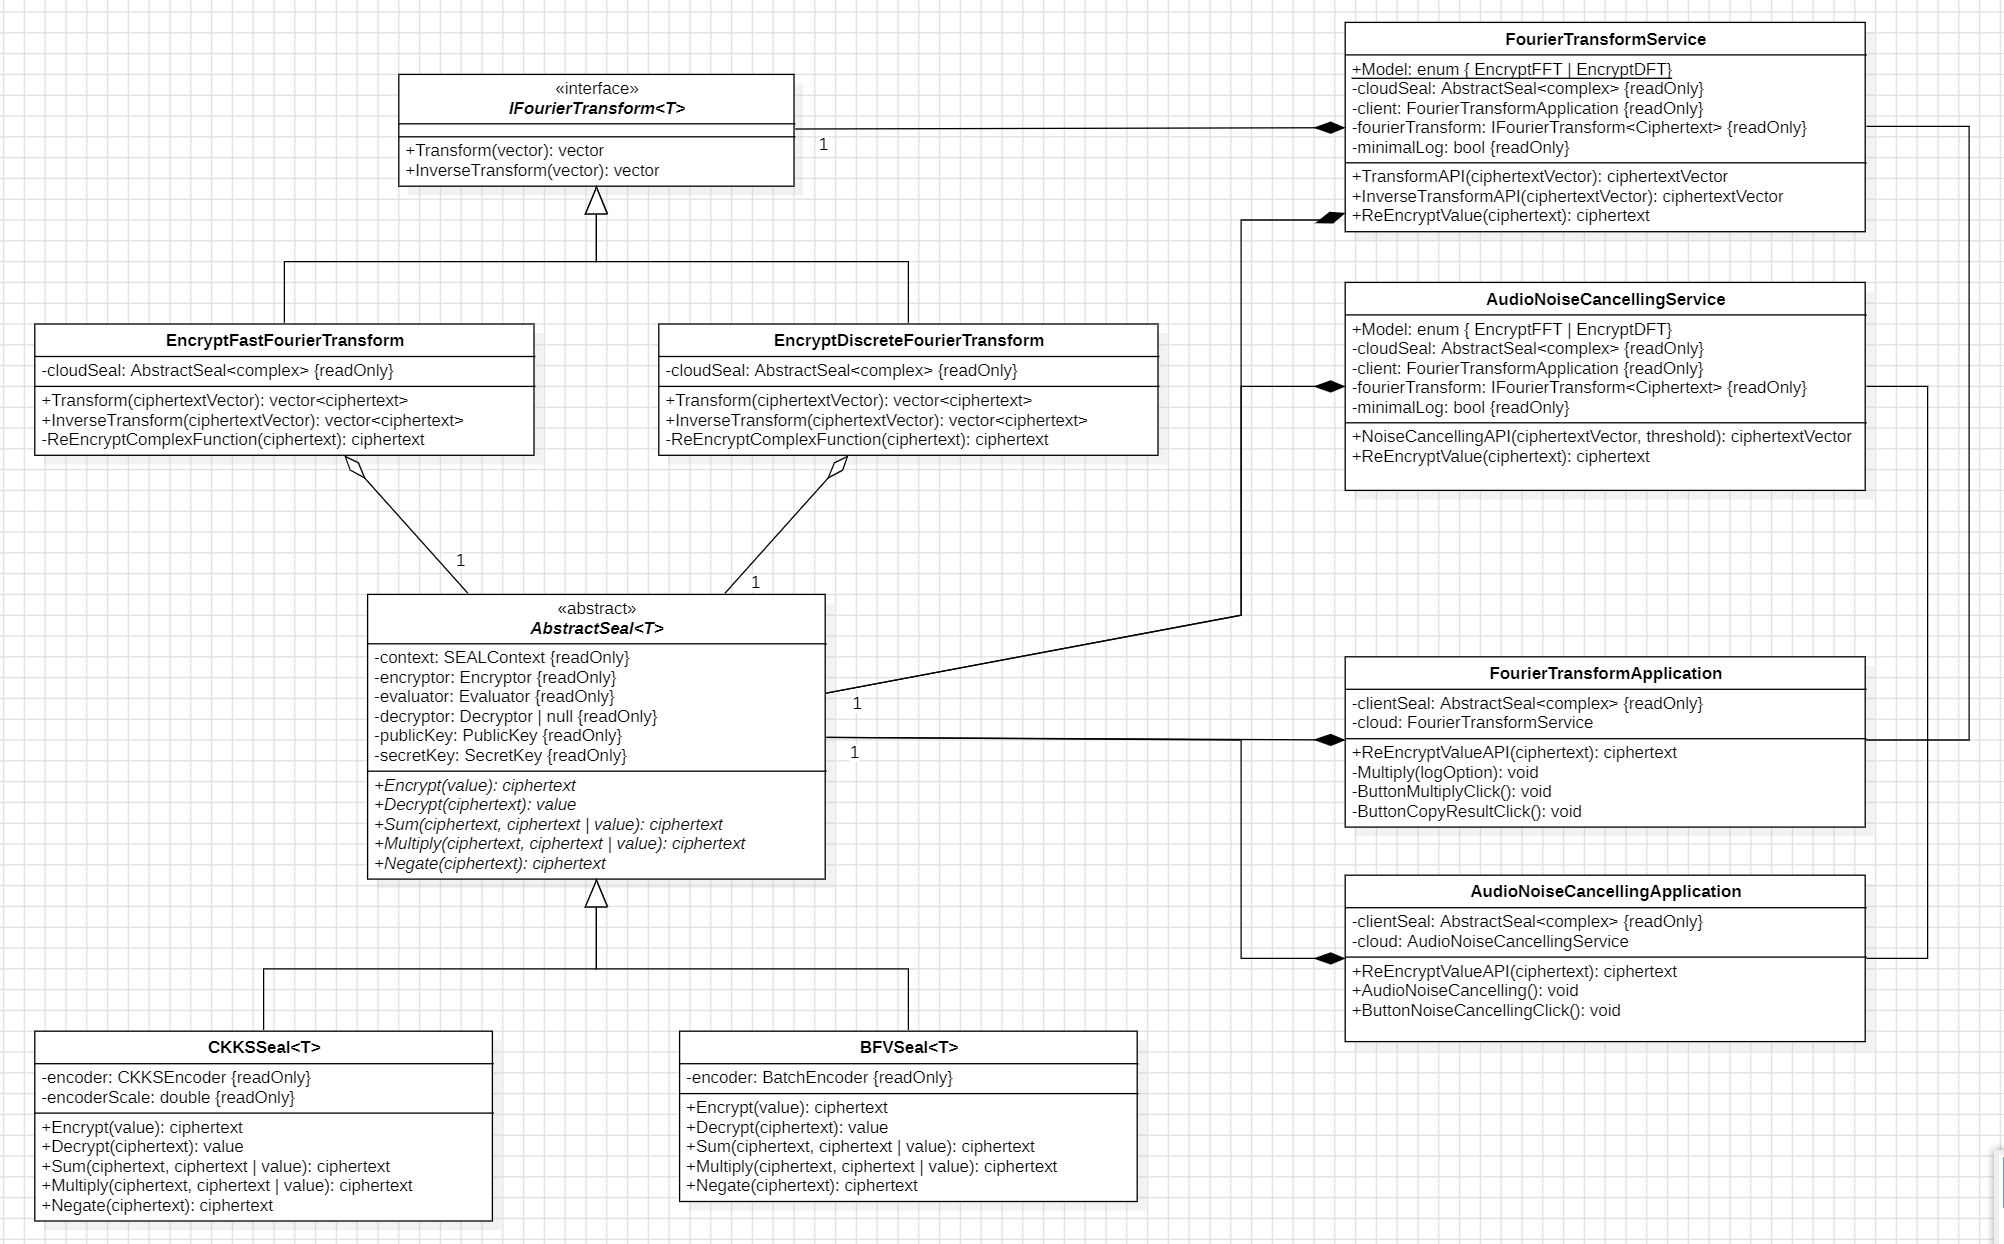 «interface»
IFourierTransform<T>
+Transform(vector): vector
+InverseTransform(vector): vector
1
FourierTransformService
+Model: enum { EncryptFFT | EncryptDFT}
-cloudSeal: AbstractSeal<complex> {readOnly}
-client: FourierTransformApplication {readOnly}
-fourierTransform: IFourierTransform<Ciphertext> {readOnly}
-minimalLog: bool {readOnly}
+TransformAPI(ciphertextVector): ciphertextVector
+InverseTransformAPI(ciphertextVector): ciphertextVector
+ReEncryptValue(ciphertext): ciphertext
EncryptFastFourierTransform
-cloudSeal: AbstractSeal<complex> {readOnly}
+Transform(ciphertextVector): vector<ciphertext>
+InverseTransform(ciphertextVector): vector<ciphertext>
-ReEncryptComplexFunction(ciphertext): ciphertext
EncryptDiscreteFourierTransform
-cloudSeal: AbstractSeal<complex> {readOnly}
+Transform(ciphertextVector): vector<ciphertext>
+InverseTransform(ciphertextVector): vector<ciphertext>
-ReEncryptComplexFunction(ciphertext): ciphertext
AudioNoiseCancellingService
+Model: enum { EncryptFFT | EncryptDFT}
-cloudSeal: AbstractSeal<complex> {readOnly}
-client: FourierTransformApplication {readOnly}
-fourierTransform: IFourierTransform<Ciphertext> {readOnly}
-minimalLog: bool {readOnly}
+NoiseCancellingAPI(ciphertextVector, threshold): ciphertextVector
+ReEncryptValue(ciphertext): ciphertext
1
1
«abstract»
AbstractSeal<T>
-context: SEALContext {readOnly}
-encryptor: Encryptor {readOnly}
-evaluator: Evaluator {readOnly}
-decryptor: Decryptor | null {readOnly}
-publicKey: PublicKey {readOnly}
-secretKey: SecretKey {readOnly}
+Encrypt(value): ciphertext
+Decrypt(ciphertext): value
+Sum(ciphertext, ciphertext | value): ciphertext
+Multiply(ciphertext, ciphertext | value): ciphertext
+Negate(ciphertext): ciphertext
1
1
FourierTransformApplication
-clientSeal: AbstractSeal<complex> {readOnly}
-cloud: FourierTransformService
+ReEncryptValueAPI(ciphertext): ciphertext
-Multiply(logOption): void
-ButtonMultiplyClick(): void
-ButtonCopyResultClick(): void
AudioNoiseCancellingApplication
-clientSeal: AbstractSeal<complex> {readOnly}
-cloud: AudioNoiseCancellingService
+ReEncryptValueAPI(ciphertext): ciphertext
+AudioNoiseCancelling(): void
+ButtonNoiseCancellingClick(): void
CKKSSeal<T>
-encoder: CKKSEncoder {readOnly}
-encoderScale: double {readOnly}
+Encrypt(value): ciphertext
+Decrypt(ciphertext): value
+Sum(ciphertext, ciphertext | value): ciphertext
+Multiply(ciphertext, ciphertext | value): ciphertext
+Negate(ciphertext): ciphertext
BFVSeal<T>
-encoder: BatchEncoder {readOnly}
+Encrypt(value): ciphertext
+Decrypt(ciphertext): value
+Sum(ciphertext, ciphertext | value): ciphertext
+Multiply(ciphertext, ciphertext | value): ciphertext
+Negate(ciphertext): ciphertext